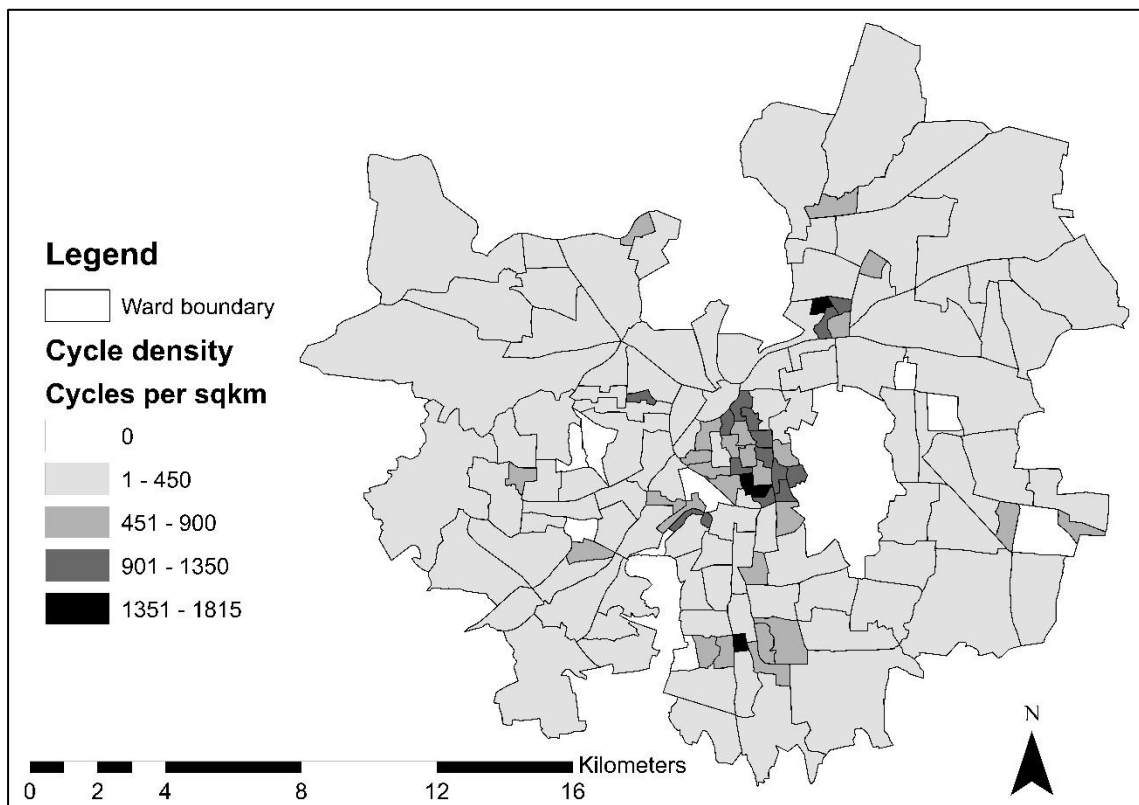 Legend
Ward boundary
Cycle density
Cycles per sqkm
0
1 - 450
451 - 900
901 - 1350
1351 - 1815
N
Kilometers
0 2 4 8 12 16